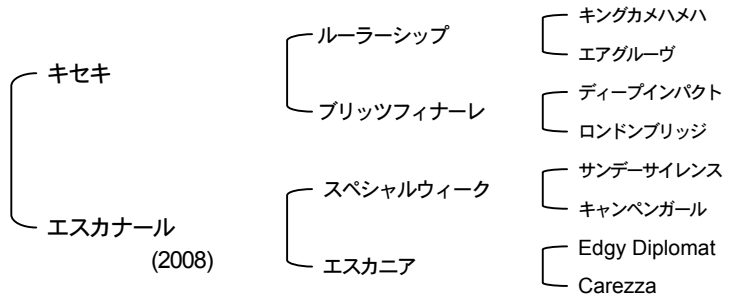 キセキ
エスカナール
(2008)
ルーラーシップ
ブリッツフィナーレ
スペシャルウィーク
エスカニア
キングカメハメハ
エアグルーヴ
ディープインパクト
ロンドンブリッジ
サンデーサイレンス
キャンペンガール
Edgy Diplomat
Carezza